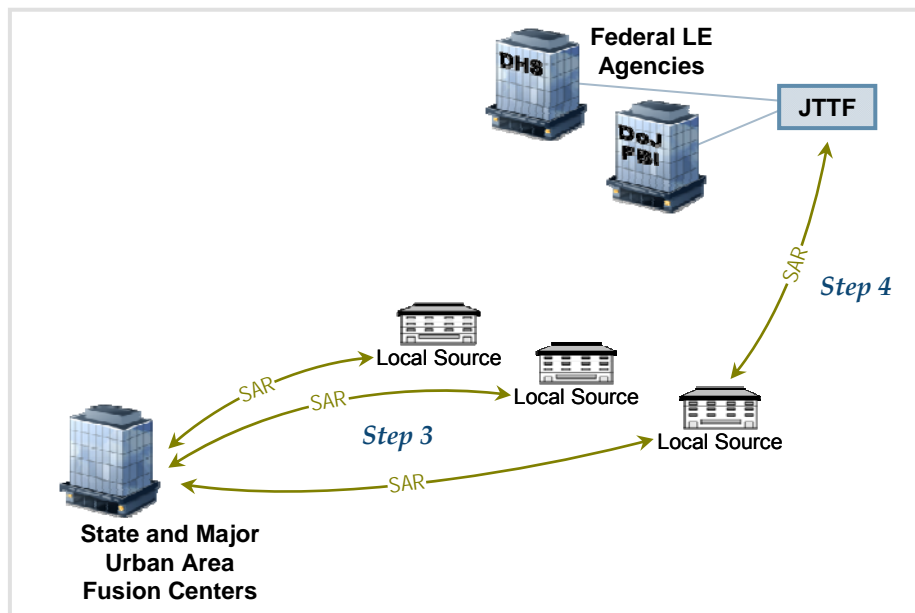 Federal LE
Agencies
DHS
JTTF
DoJ
FBI
SAR
Step 4
Local Source
SAR
Local Source
SAR
Step 3
Local Source
SAR
State and Major
Urban Area
Fusion Centers